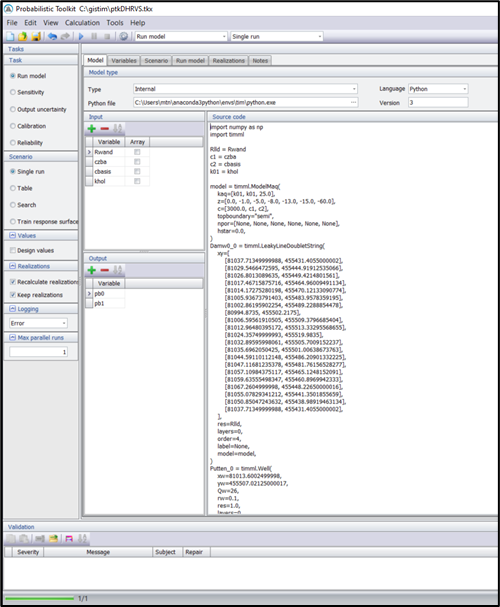 Probabilistic Toolkit C:\gistim\ptkDHRVS.tkx
File Edit View Calculation Tools Help
Run model
Single run
Tasks
Task
Run model
Sensitivity
Output uncertainty
Calibration
Reliability
Scenario
Single run
Table
Search
Train response surface
Values
Design values
Realizations
Recalculate realizations
Keep realizations
Logging
Error
Max parallel runs
1
Model Variables Scenario Run model Realizations Notes
Model type
Type Internal Language Python
Python file C:\Users\mtn\anaconda3python\envs\tim\python.exe ... Version 3
Input
Variable Array
Rwand
czba
cbasis
khol
Output
Variable
pb0
pb1
Source code
import numpy as np
import timml
Rlld = Rwand
c1 = czba
c2 = cbasis
k01 = khol
model = timml.ModelMaq(
kaq=[k01, k01, 25.0],
z=[0.0, -1.0, -5.0, -8.0, -13.0, -15.0, -60.0],
c=[3000.0, c1, c2],
topboundary="semi",
npor=[None, None, None, None, None, None],
hstar=0.0,
)
Damw0_0 = timml.LeakyLineDoubletString(
xy=[
[81037.71349999988, 455431.4055000002],
[81029.5466472595, 455444.91912535066],
[81026.8013089635, 455449.4214801561],
[81017.46715875716, 455464.96009491134],
[81014.17275280198, 455470.12133090774],
[81005.93673791403, 455483.9578359195],
[81002.86195902254, 455489.2288854478],
[80994.8735, 455502.2175],
[81006.59561910505, 455509.3796685404],
[81012.96480395172, 455513.33295568655],
[81024.35749999993, 455519.9835],
[81032.89595998061, 455505.7009152237],
[81035.6962050425, 455501.00638673763],
[81044.59110112148, 455486.20901332225],
[81047.11681235378, 455481.76156528277],
[81057.10984375117, 455465.1248152091],
[81059.63555498347, 455460.8969942333],
[81067.2604999998, 455448.22650000016],
[81055.07829341212, 455441.3501855659],
[81050.85047243632, 455438.98919463134],
[81037.71349999988, 455431.4055000002],
],
res=Rlld,
layers=0,
order=4,
label=None,
model=model,
)
Putten_0 = timml.Well(
xw=81013.6002499998,
yw=455507.02125000017,
Qw=26,
rw=0.1,
res=1.0,
layers=0
Validation
Severity Message Subject Repair
1/1